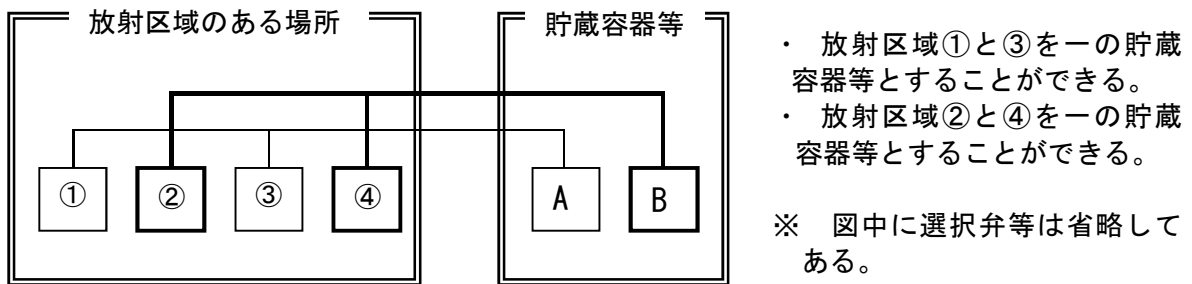 放射区域のある場所
貯蔵容器等
① ② ③ ④
A B
・ 放射区域①と③を一の貯蔵
容器等とすることができる。
・ 放射区域②と④を一の貯蔵
容器等とすることができる。
※ 図中に選択弁等は省略して
ある。